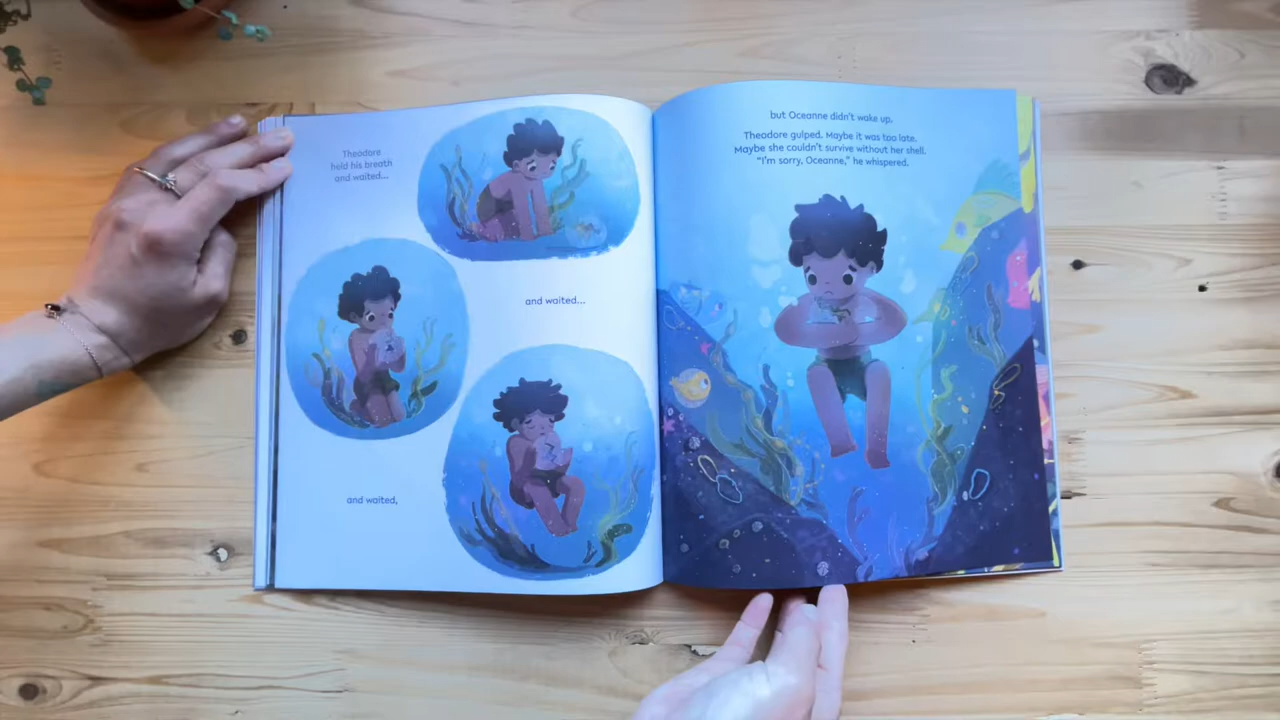 Theodore
held his breath
and waited...
and waited...
and waited,
but Oceanne didn't wake up.
Theodore gulped. Maybe it was too late.
Maybe she couldn't survive without her shell.
"I'm sorry, Oceanne," he whispered.